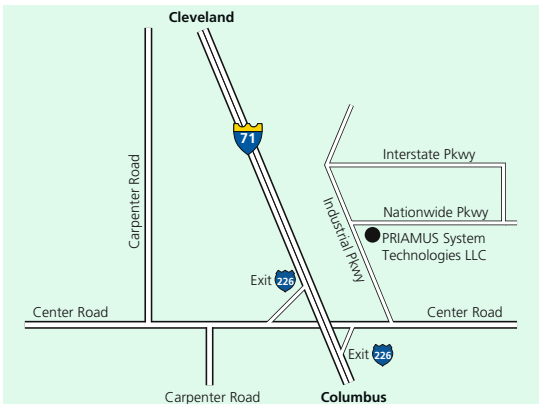 Cleveland
71
Interstate Pkwy
Carpenter Road
Industrial Pkwy
Nationwide Pkwy
PRIAMUS System
Technologies LLC
Exit 226
Center Road
Center Road
Exit 226
Carpenter Road
Columbus